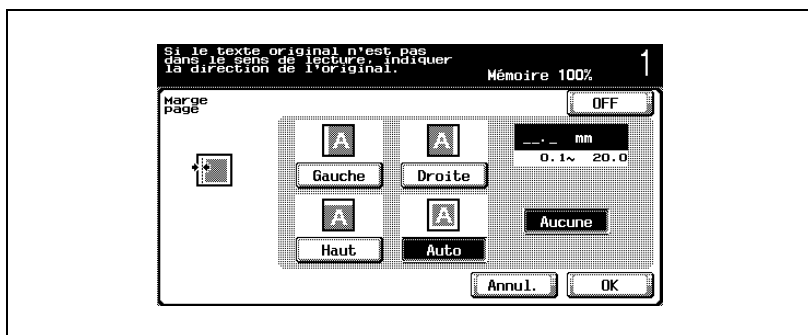 Si le texte original n'est pas
dans le sens de lecture, indiquer
la direction de l'original.
Mémoire 100%
1
Marge
page
OFF
A
A
__._ mm
0.1~ 20.0
Gauche
Droite
A
A
Aucune
Haut
Auto
Annul.
OK